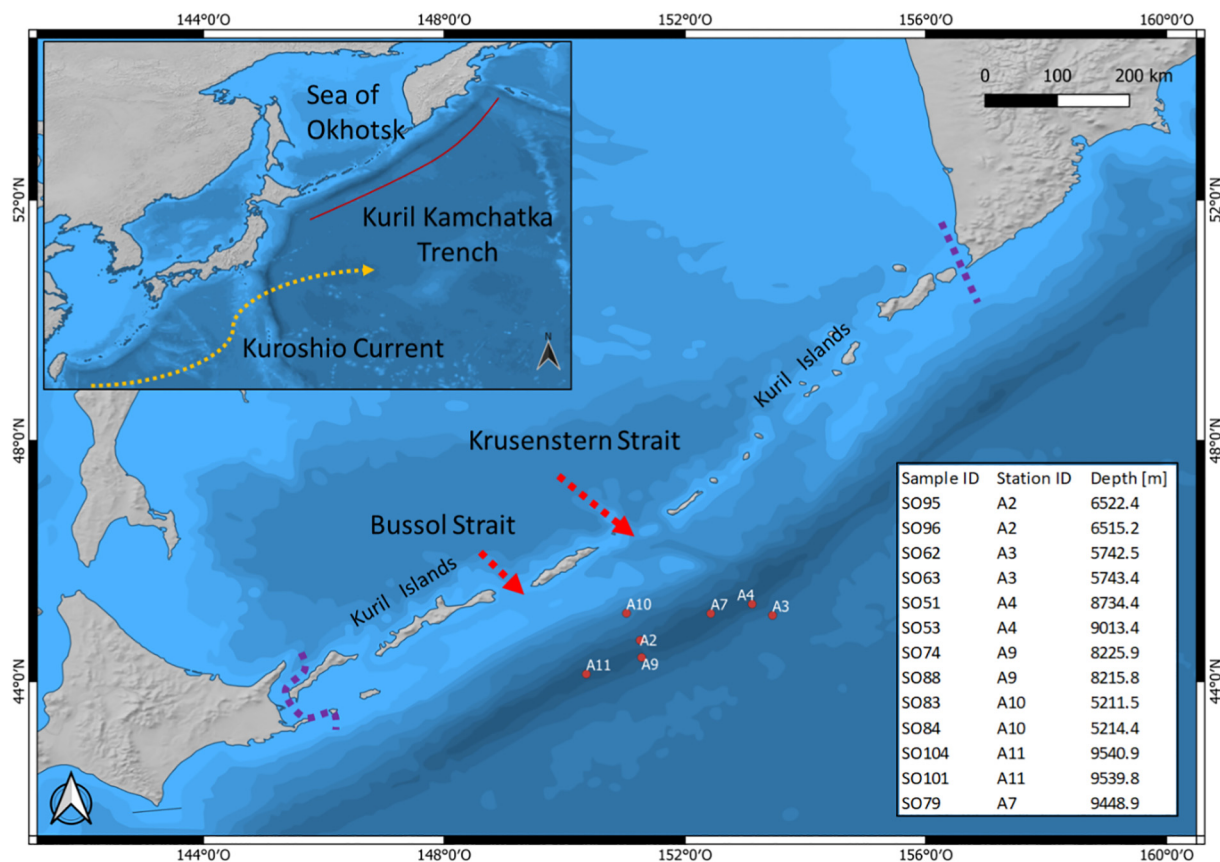 144°0'O 148°0'O 152°0'O 156°0'O 160°0'O
0 100 200 km
Sea of
Okhotsk
Kuril Kamchatka
Trench
Kuroshio Current
N
52°0'N 52°0'N
Kuril Islands
48°0'N 48°0'N
Krusenstern Strait
Bussol Strait
Kuril Islands
A10
A7
A4
A3
A2
A9
A11
44°0'N 44°0'N
Sample ID Station ID Depth [m]
SO95 A2 6522.4
SO96 A2 6515.2
SO62 A3 5742.5
SO63 A3 5743.4
SO51 A4 8734.4
SO53 A4 9013.4
SO74 A9 8225.9
SO88 A9 8215.8
SO83 A10 5211.5
SO84 A10 5214.4
SO104 A11 9540.9
SO101 A11 9539.8
SO79 A7 9448.9
144°0'O 148°0'O 152°0'O 156°0'O 160°0'O